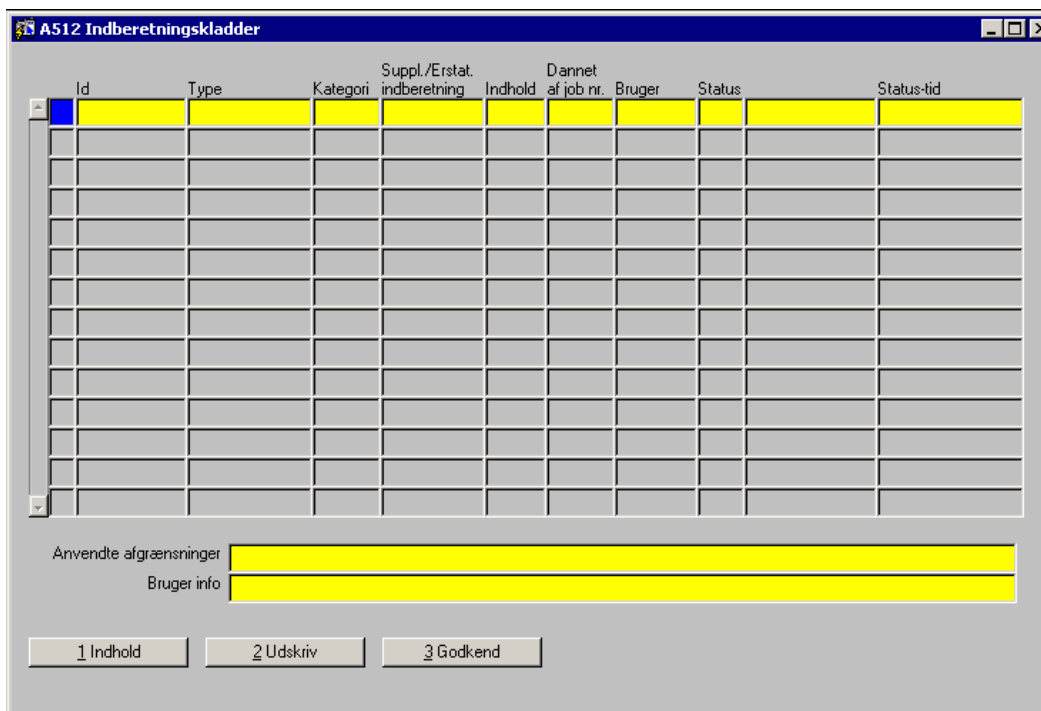 A512 Indberetningskladder
Suppl./Erstat. Dannet
Id Type Kategori indberetning Indhold af job nr. Bruger Status Status-tid
Anvendte afgrænsninger
Bruger info
1 Indhold 2 Udskriv 3 Godkend